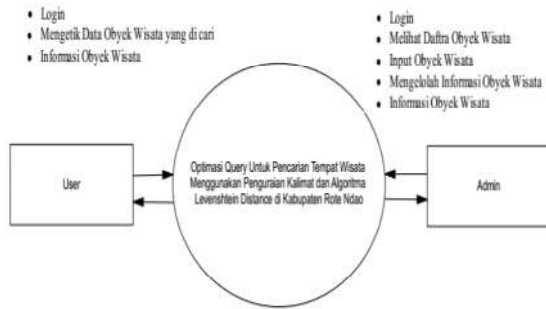 • Login
• Mengetik Data Obyek Wisata yang di cari
• Informasi Obyek Wisata
• Login
• Melihat Daftra Obyek Wisata
• Input Obyek Wisata
• Mengelolah Informasi Obyek Wisata
• Informasi Obyek Wisata
User
Optimasi Query Untuk Pencarian Tempat Wisata
Menggunakan Penguraian Kalimat dan Algoritma
Levenshtein Distance di Kabupaten Rote Ndao
Admin